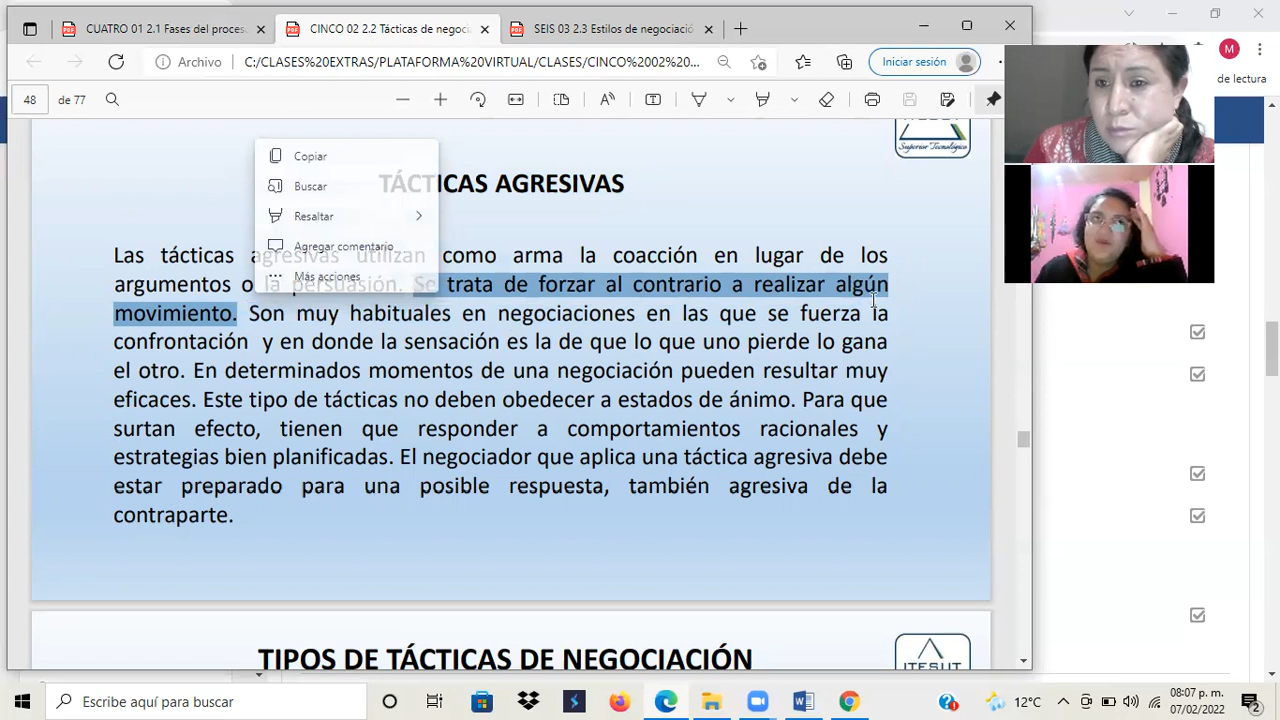 CUATRO 01 2.1 Fases del proces
CINCO 02 2.2 Tácticas de negoc
SEIS 03 2.3 Estilos de negociació
Archivo
C:/CLASES%20EXTRAS/PLATAFORMA%20VIRTUAL/CLASES/CINCO%2002%20...
Iniciar sesión
M
de lectura
48 de 77
Superior Tecnológico
Copiar
Buscar
Resaltar
Agregar comentario
Más acciones
TÁCTICAS AGRESIVAS
Las tácticas agresivas utilizan como arma la coacción en lugar de los
argumentos o la persuasión. Se trata de forzar al contrario a realizar algún
movimiento. Son muy habituales en negociaciones en las que se fuerza la
confrontación y en donde la sensación es la de que lo que uno pierde lo gana
el otro. En determinados momentos de una negociación pueden resultar muy
eficaces. Este tipo de tácticas no deben obedecer a estados de ánimo. Para que
surtan efecto, tienen que responder a comportamientos racionales y
estrategias bien planificadas. El negociador que aplica una táctica agresiva debe
estar preparado para una posible respuesta, también agresiva de la
contraparte.
TIPOS DE TÁCTICAS DE NEGOCIACIÓN
ITESUT
Escribe aquí para buscar
12°C
08:07 p. m.
07/02/2022
2